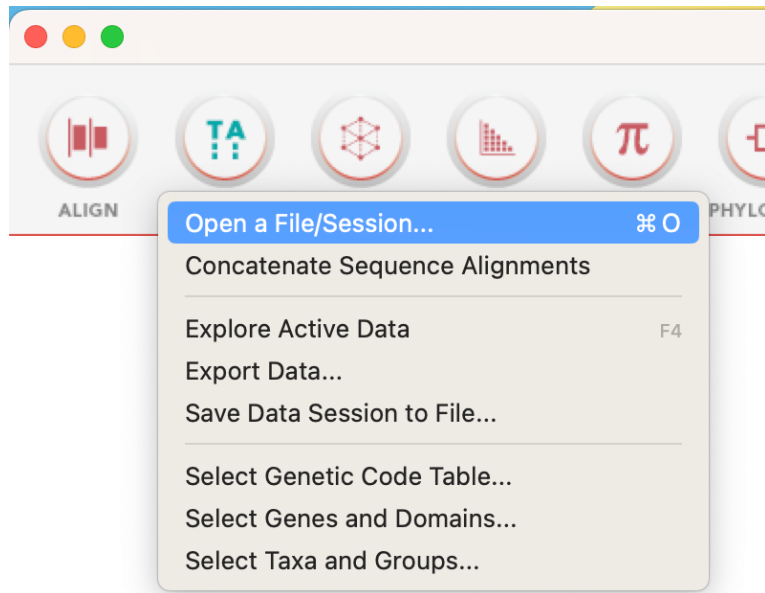 TA
π
ALIGN
PHYLO
Open a File/Session... ⌘ O
Concatenate Sequence Alignments
Explore Active Data F4
Export Data...
Save Data Session to File...
Select Genetic Code Table...
Select Genes and Domains...
Select Taxa and Groups...